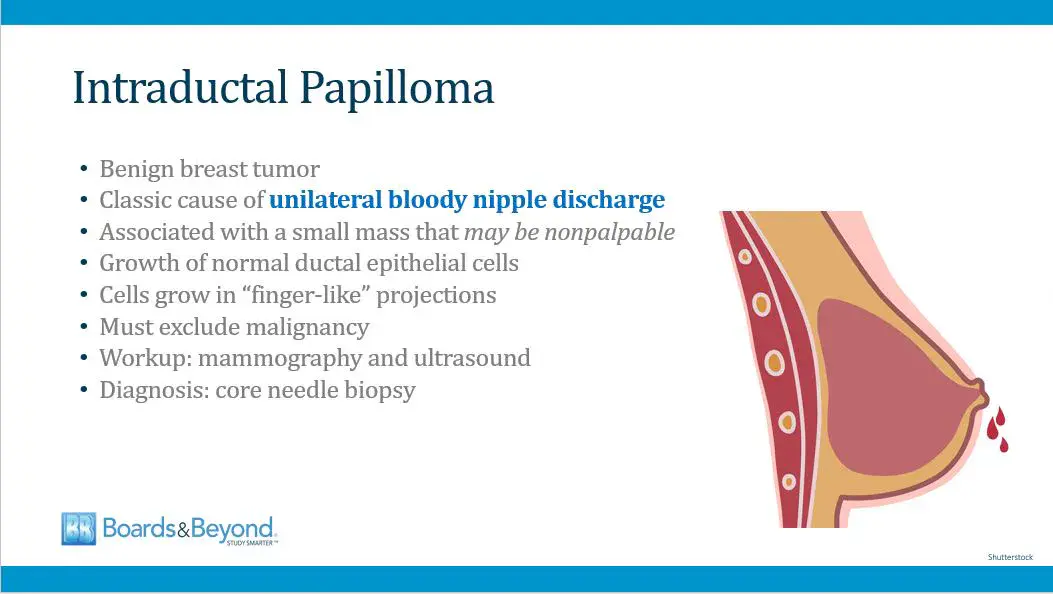 Intraductal Papilloma
• Benign breast tumor
• Classic cause of unilateral bloody nipple discharge
• Associated with a small mass that may be nonpalpable
• Growth of normal ductal epithelial cells
• Cells grow in “finger-like” projections
• Must exclude malignancy
• Workup: mammography and ultrasound
• Diagnosis: core needle biopsy
BB Boards&Beyond.
STUDY SMARTER™
Shutterstock